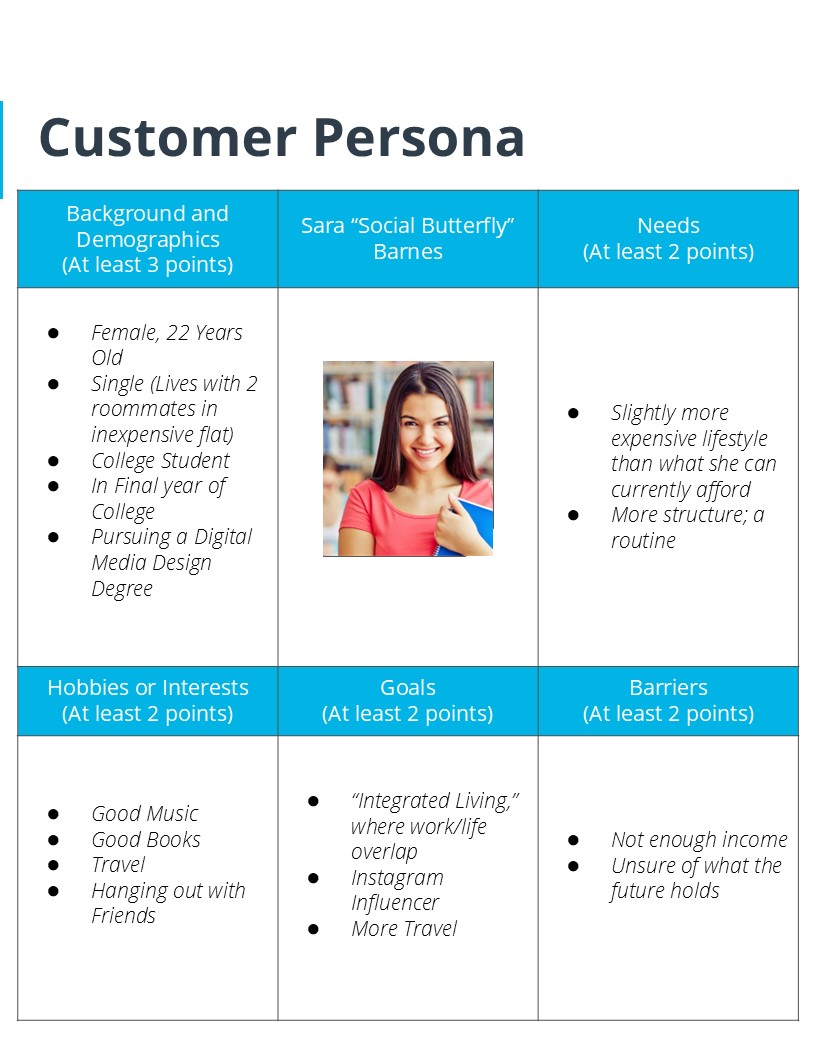 Customer Persona
Background and
Demographics
(At least 3 points)
Sara “Social Butterfly”
Barnes
Needs
(At least 2 points)
● Female, 22 Years
Old
● Single (Lives with 2
roommates in
inexpensive flat)
● College Student
● In Final year of
College
● Pursuing a Digital
Media Design
Degree
● Slightly more
expensive lifestyle
than what she can
currently afford
● More structure; a
routine
Hobbies or Interests
(At least 2 points)
Goals
(At least 2 points)
Barriers
(At least 2 points)
● Good Music
● Good Books
● Travel
● Hanging out with
Friends
● “Integrated Living,”
where work/life
overlap
● Instagram
Influencer
● More Travel
● Not enough income
● Unsure of what the
future holds